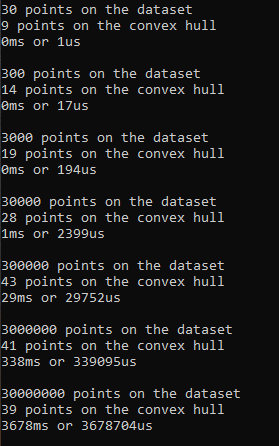 30 points on the dataset
9 points on the convex hull
0ms or 1us
300 points on the dataset
14 points on the convex hull
0ms or 17us
3000 points on the dataset
19 points on the convex hull
0ms or 194us
30000 points on the dataset
28 points on the convex hull
1ms or 2399us
300000 points on the dataset
43 points on the convex hull
29ms or 29752us
3000000 points on the dataset
41 points on the convex hull
338ms or 339095us
30000000 points on the dataset
39 points on the convex hull
3678ms or 3678704us